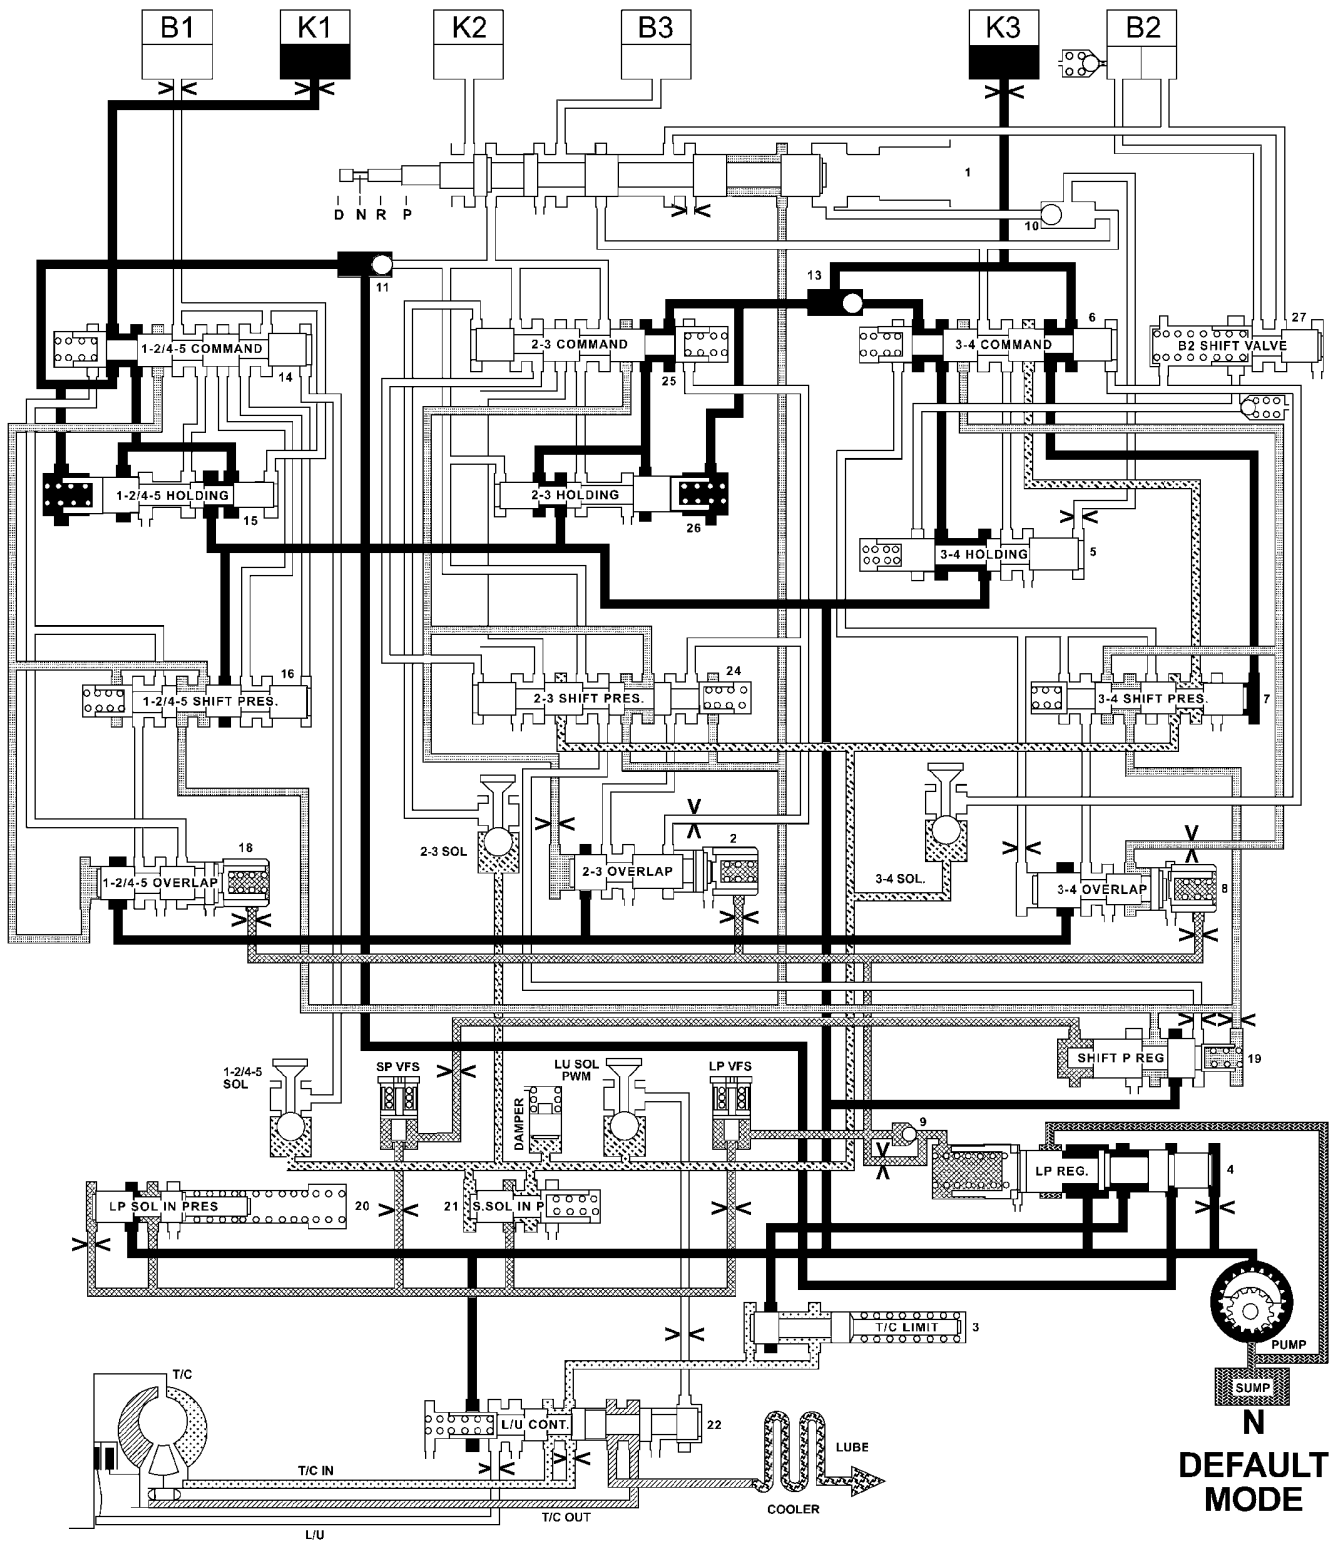 B1
K1
K2
B3
K3
B2
1
D N R P
10
11
13
6
27
1-2/4-5 COMMAND
2-3 COMMAND
3-4 COMMAND
B2 SHIFT VALVE
14
25
1-2/4-5 HOLDING
2-3 HOLDING
15
26
3-4 HOLDING
5
16
24
1-2/4-5 SHIFT PRES.
2-3 SHIFT PRES.
3-4 SHIFT PRES.
7
18
2-3 SOL
2
3-4 SOL.
1-2/4-5 OVERLAP
2-3 OVERLAP
3-4 OVERLAP
8
1-2/4-5
SOL
SP VFS
LU SOL
PWM
LP VFS
SHIFT P REG
19
DAMPER
9
LP REG.
4
LP SOL IN PRES
20
21
S.SOL IN P
T/C LIMIT
3
PUMP
SUMP
T/C
L/U CONT.
22
N
DEFAULT
MODE
T/C IN
LUBE
COOLER
T/C OUT
L/U